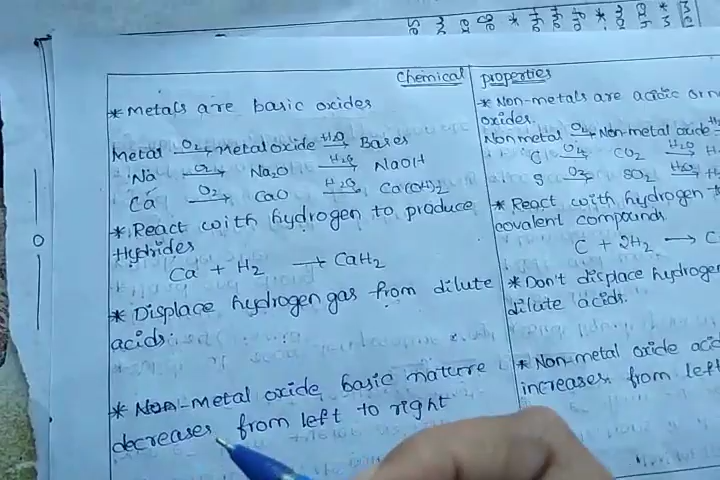 Chemical properties
* Metals are basic oxides
Metal O2→ Metal oxide H2O→ Bases
Na O2→ Na2O H2O→ NaOH
Ca O2→ CaO H2O→ Ca(OH)2
* React with hydrogen to produce
Hydrides
Ca + H2 → CaH2
* Displace hydrogen gas from dilute
acids.
* Non-metal oxide basic nature
decreases from left to right
* Non-metals are acidic or
oxides.
Nonmetal O2→ Non-metal oxide
C O2→ CO2 H2O→
S O2→ SO2 H2O→
* React with hydrogen to
covalent compounds
C + 2H2 → C
* Don't displace hydrogen
dilute acids.
* Non-metal oxide
increases from left